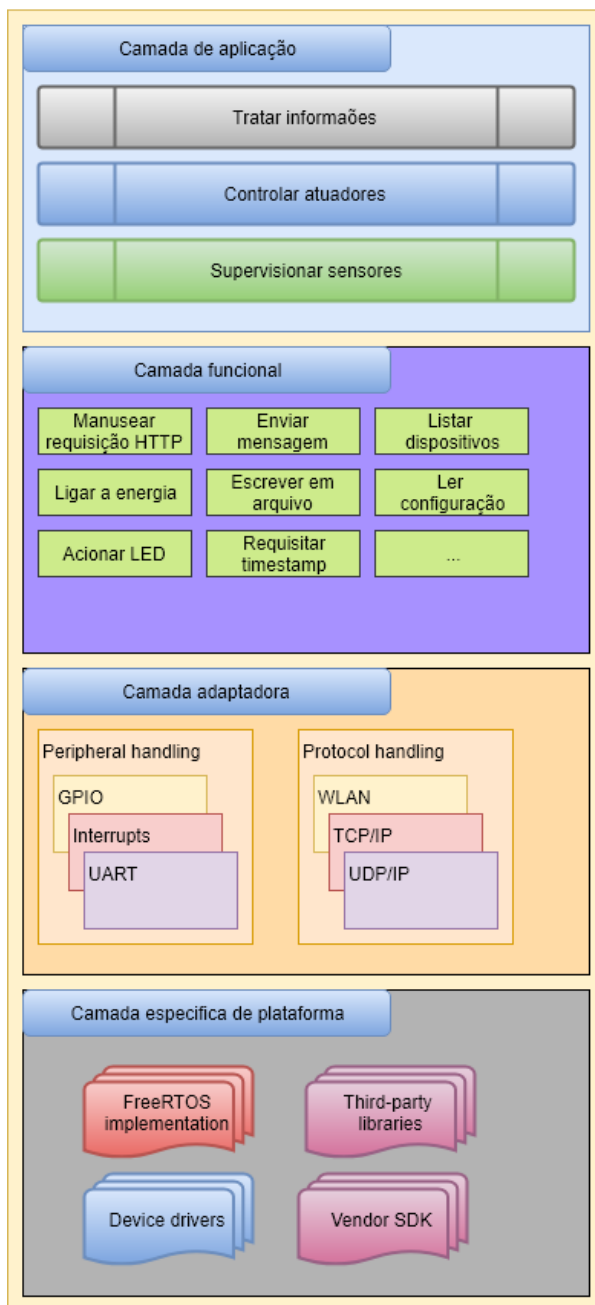 Camada de aplicação
Tratar informaões
Controlar atuadores
Supervisionar sensores
Camada funcional
Manusear
requisição HTTP
Enviar
mensagem
Listar
dispositivos
Ligar a energia
Escrever em
arquivo
Ler
configuração
Acionar LED
Requisitar
timestamp
...
Camada adaptadora
Peripheral handling
GPIO
Interrupts
UART
Protocol handling
WLAN
TCP/IP
UDP/IP
Camada especifica de plataforma
FreeRTOS
implementation
Third-party
libraries
Device drivers
Vendor SDK